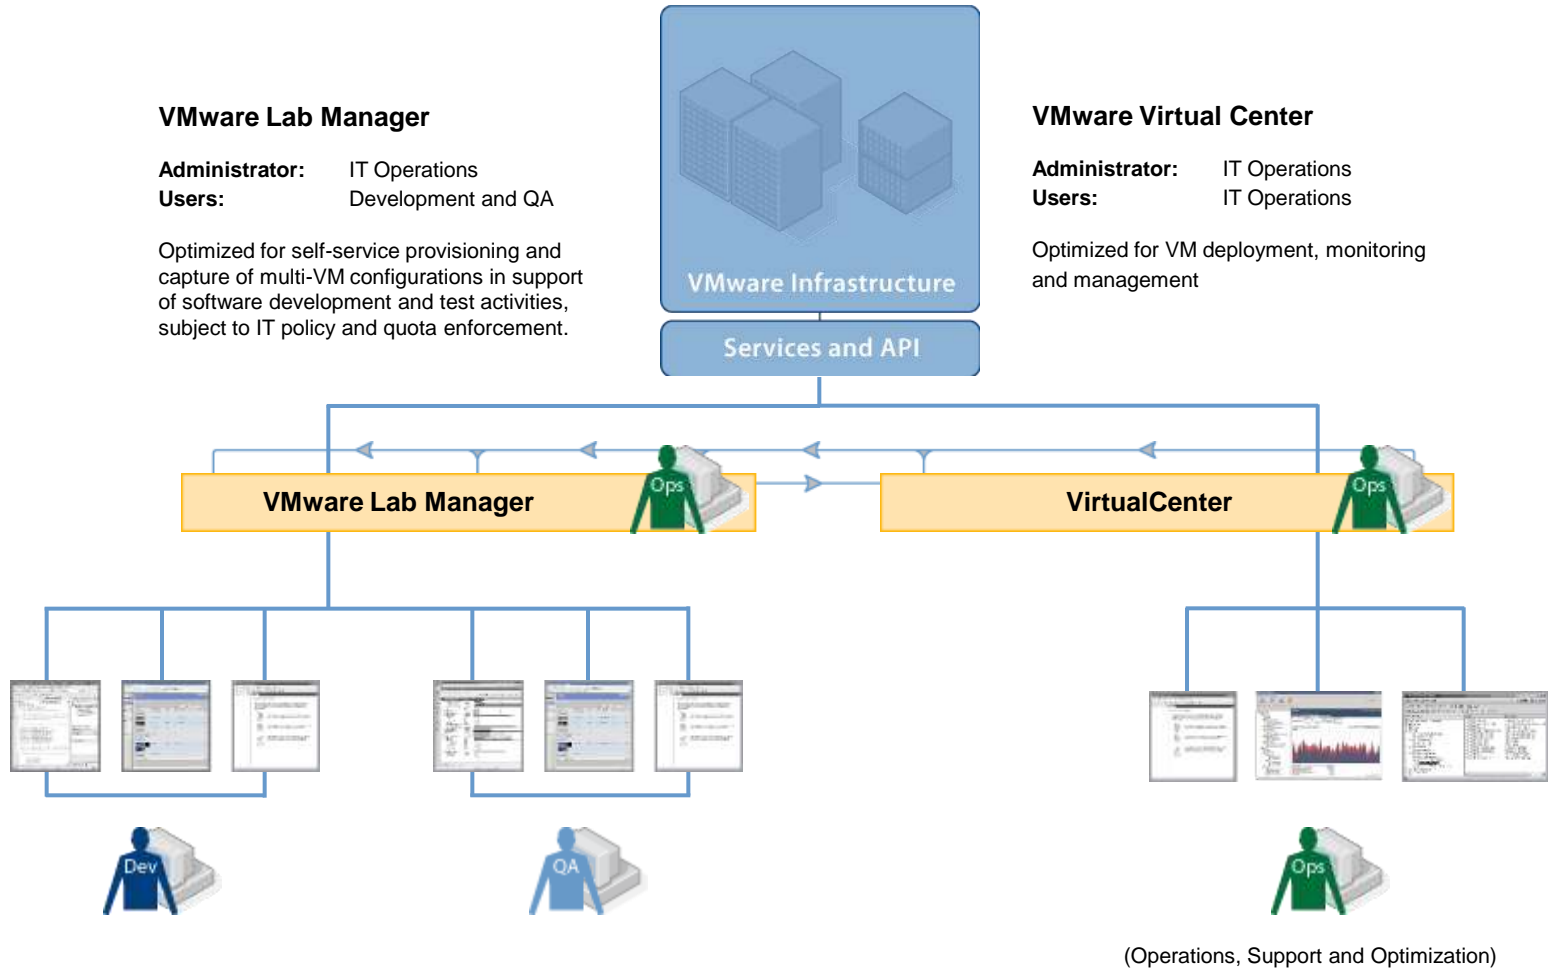 VMware Lab Manager
Administrator: IT Operations
Users: Development and QA
Optimized for self-service provisioning and
capture of multi-VM configurations in support
of software development and test activities,
subject to IT policy and quota enforcement.
VMware Infrastructure
Services and API
VMware Virtual Center
Administrator: IT Operations
Users: IT Operations
Optimized for VM deployment, monitoring
and management
VMware Lab Manager
Ops
VirtualCenter
Ops
Dev
QA
Ops
(Operations, Support and Optimization)